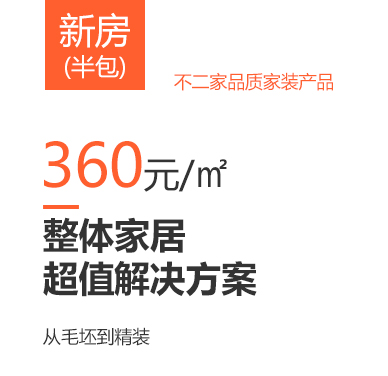 新房
(半包)
不二家品质家装产品
360元/㎡
整体家居
超值解决方案
从毛坯到精装